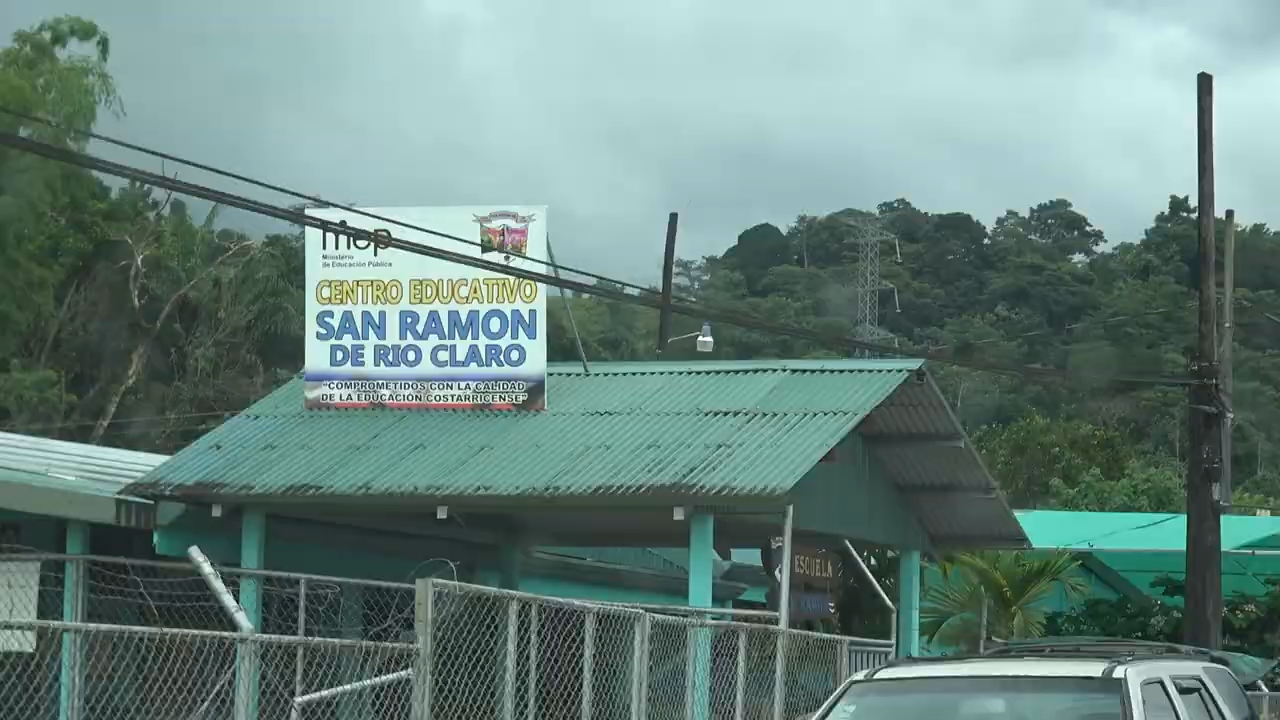 mep
Ministerio
de Educación Pública
CENTRO EDUCATIVO
SAN RAMON
DE RIO CLARO
"COMPROMETIDOS CON LA CALIDAD
DE LA EDUCACIÓN COSTARRICENSE"
ESCUELA